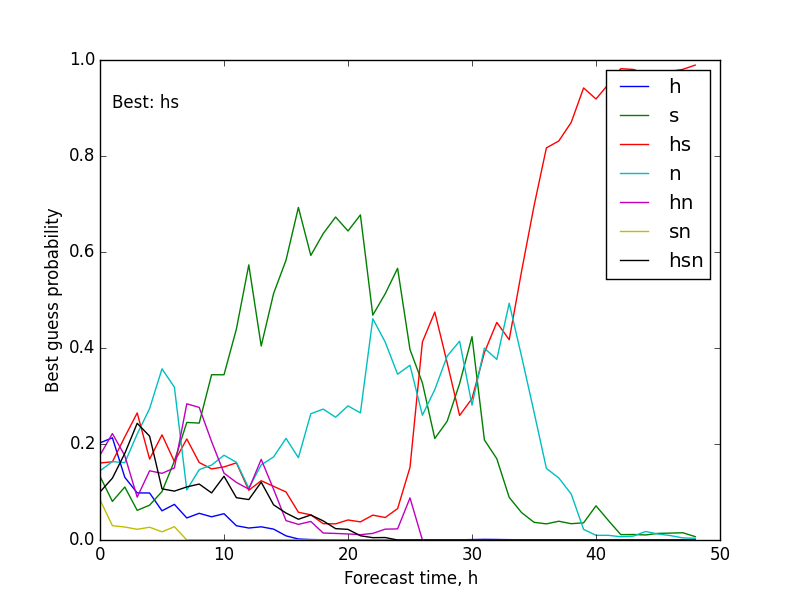 1.0
Best: hs
h
s
hs
n
hn
sn
hsn
0.8
0.6
0.4
0.2
0.0
Best guess probability
0 10 20 30 40 50
Forecast time, h